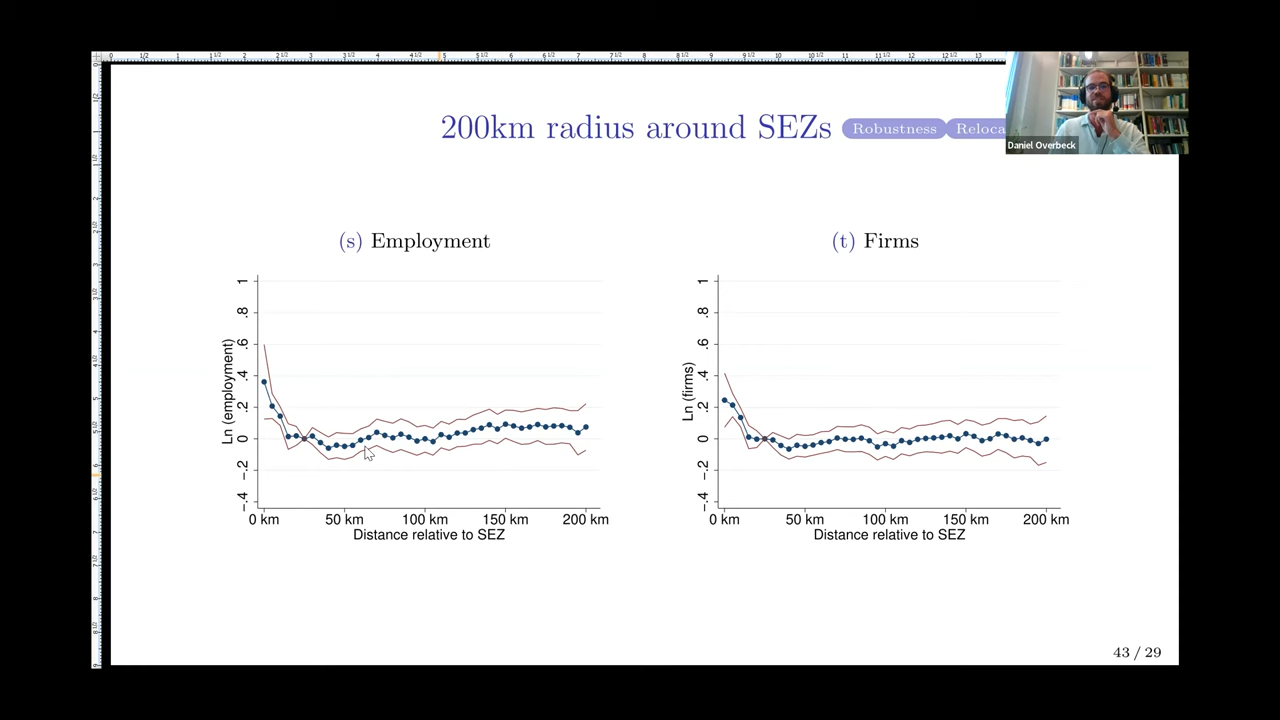 200km radius around SEZs Robustness
Daniel Overbeck
(s) Employment
Ln (employment)
1
.8
.6
.4
.2
0
-.2
-.4
0 km 50 km 100 km 150 km 200 km
Distance relative to SEZ
(t) Firms
Ln (firms)
1
.8
.6
.4
.2
0
-.2
-.4
0 km 50 km 100 km 150 km 200 km
Distance relative to SEZ
43 / 29